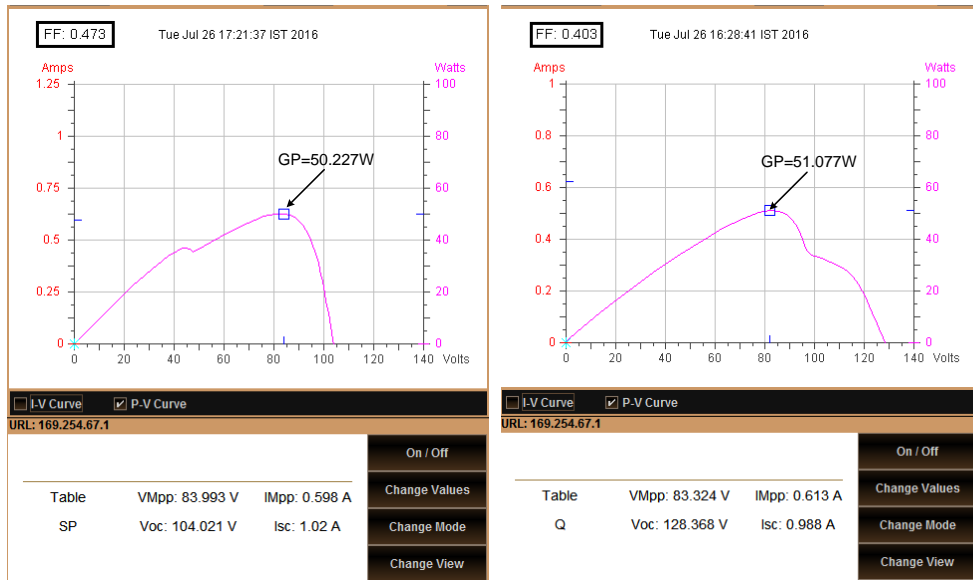 FF: 0.473 Tue Jul 26 17:21:37 IST 2016
Amps Watts
1.25 100
1 80
GP=50.227W
0.75 60
0.5 40
0.25 20
0 0
0 20 40 60 80 100 120 140 Volts
I-V Curve P-V Curve
URL: 169.254.67.1
On / Off
Table VMpp: 83.993 V IMpp: 0.598 A Change Values
SP Voc: 104.021 V Isc: 1.02 A Change Mode
Change View
FF: 0.403 Tue Jul 26 16:28:41 IST 2016
Amps Watts
1 100
0.8 80
GP=51.077W
0.6 60
0.4 40
0.2 20
0 0
0 20 40 60 80 100 120 140 Volts
I-V Curve P-V Curve
URL: 169.254.67.1
On / Off
Table VMpp: 83.324 V IMpp: 0.613 A Change Values
Q Voc: 128.368 V Isc: 0.988 A Change Mode
Change View